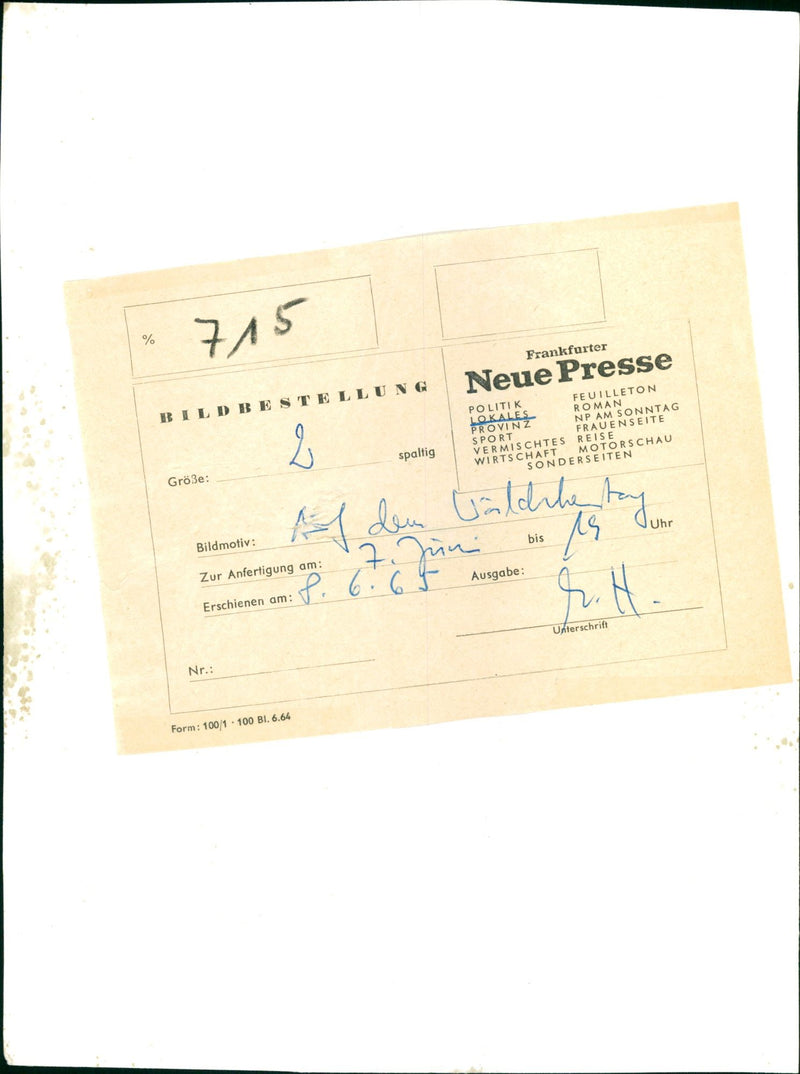 % 715
BILDBESTELLUNG
Größe: 2 spaltig
Frankfurter
Neue Presse
POLITIK
LOKALES
PROVINZ
SPORT
VERMISCHTES
WIRTSCHAFT
FEUILLETON
ROMAN
NP AM SONNTAG
FRAUENSEITE
REISE
MOTORSCHAU
SONDERSEITEN
Bildmotiv: Auf dem Wäldchestag
Zur Anfertigung am: 7. Juni bis 19 Uhr
Erschienen am: 8. 6. 65 Ausgabe:
Unterschrift
Nr.:
Form: 100/1 · 100 Bl. 6.64